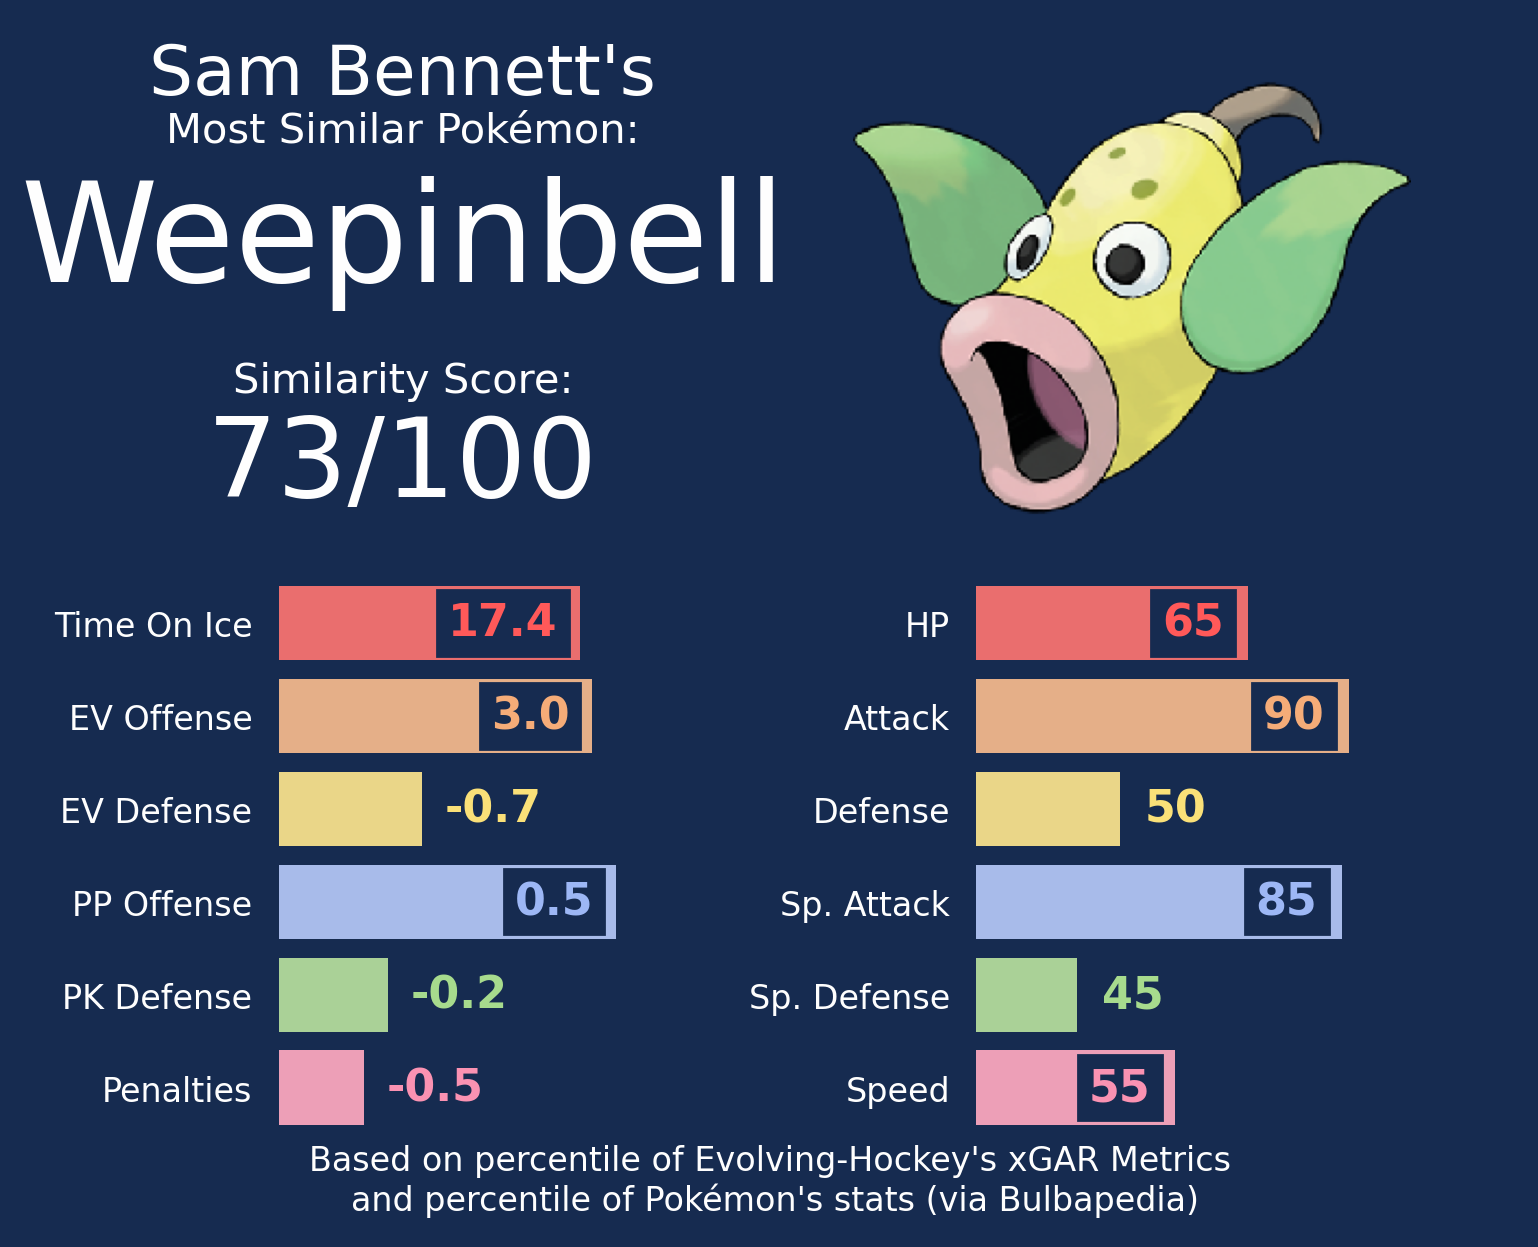 Sam Bennett's
Most Similar Pokémon:
Weepinbell
Similarity Score:
73/100
Time On Ice 17.4
EV Offense 3.0
EV Defense -0.7
PP Offense 0.5
PK Defense -0.2
Penalties -0.5
HP 65
Attack 90
Defense 50
Sp. Attack 85
Sp. Defense 45
Speed 55
Based on percentile of Evolving-Hockey's xGAR Metrics
and percentile of Pokémon's stats (via Bulbapedia)